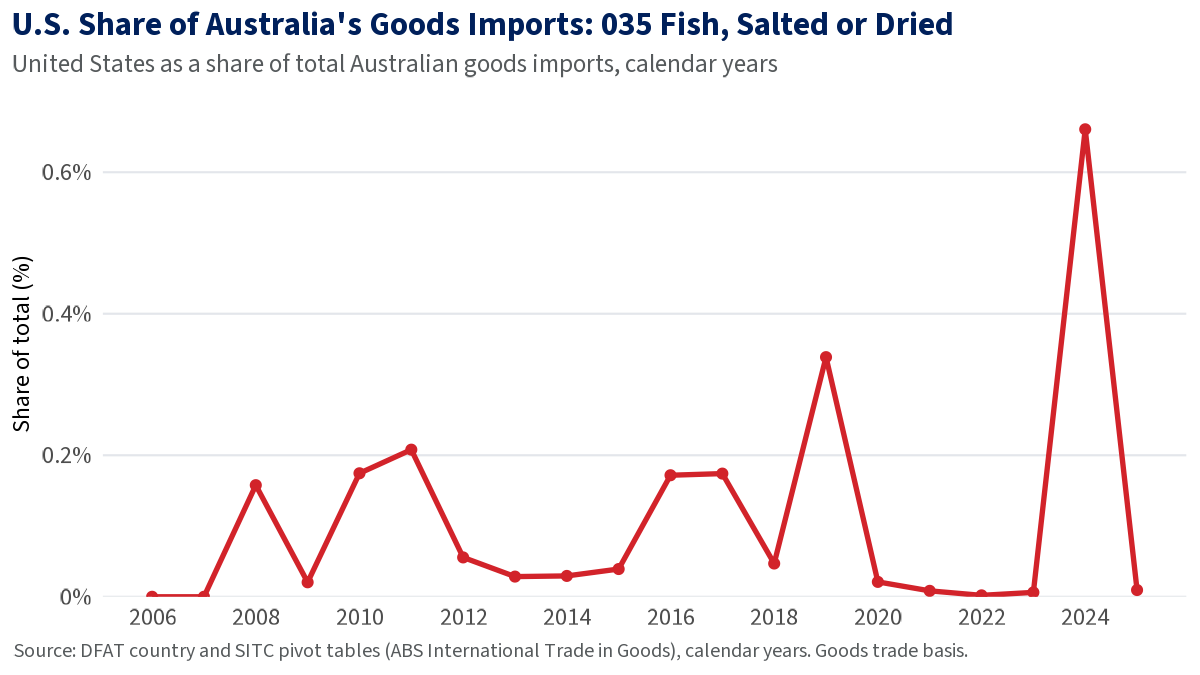 U.S. Share of Australia's Goods Imports: 035 Fish, Salted or Dried
United States as a share of total Australian goods imports, calendar years
Share of total (%)
0.6%
0.4%
0.2%
0%
2006 2008 2010 2012 2014 2016 2018 2020 2022 2024
Source: DFAT country and SITC pivot tables (ABS International Trade in Goods), calendar years. Goods trade basis.